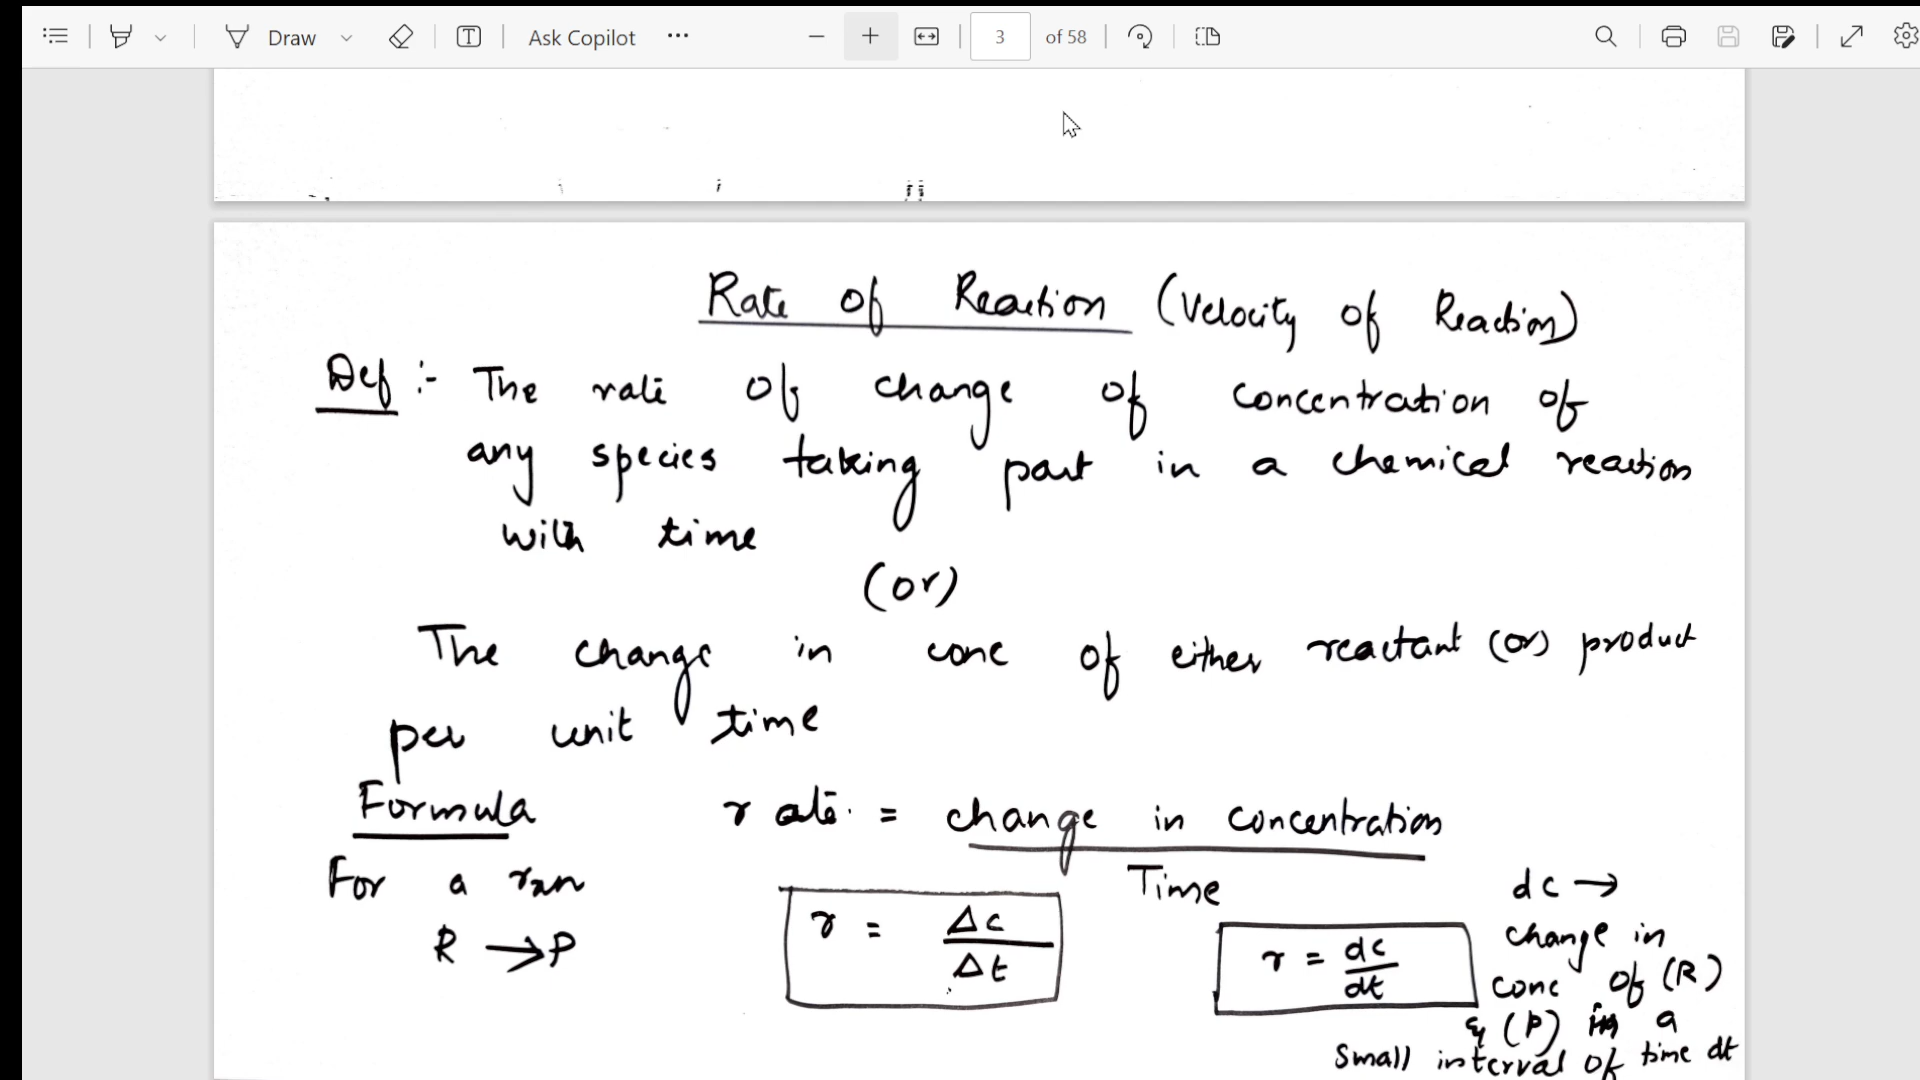 Draw Ask Copilot ... 3 of 58
Rate of Reaction (Velocity of Reaction)
Def :- The rate of change of concentration of
any species taking part in a chemical reaction
with time
(or)
The change in conc of either reactant (or) product
per unit time
Formula rate = change in concentration
Time
For a rxn
R → P
r = Δc
Δt
r = dc
dt
dc →
change in
conc of (R)
& (P) in a
small interval of time dt